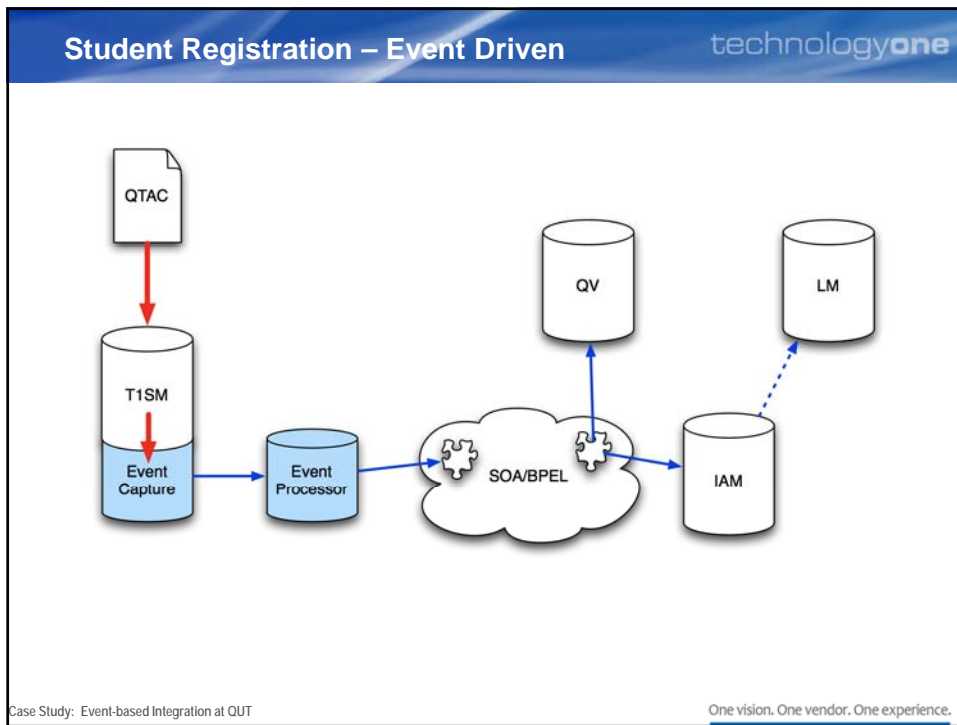 Student Registration – Event Driven
technologyone
QTAC
QV
LM
T1SM
Event
Capture
Event
Processor
SOA/BPEL
IAM
Case Study: Event-based Integration at QUT
One vision. One vendor. One experience.